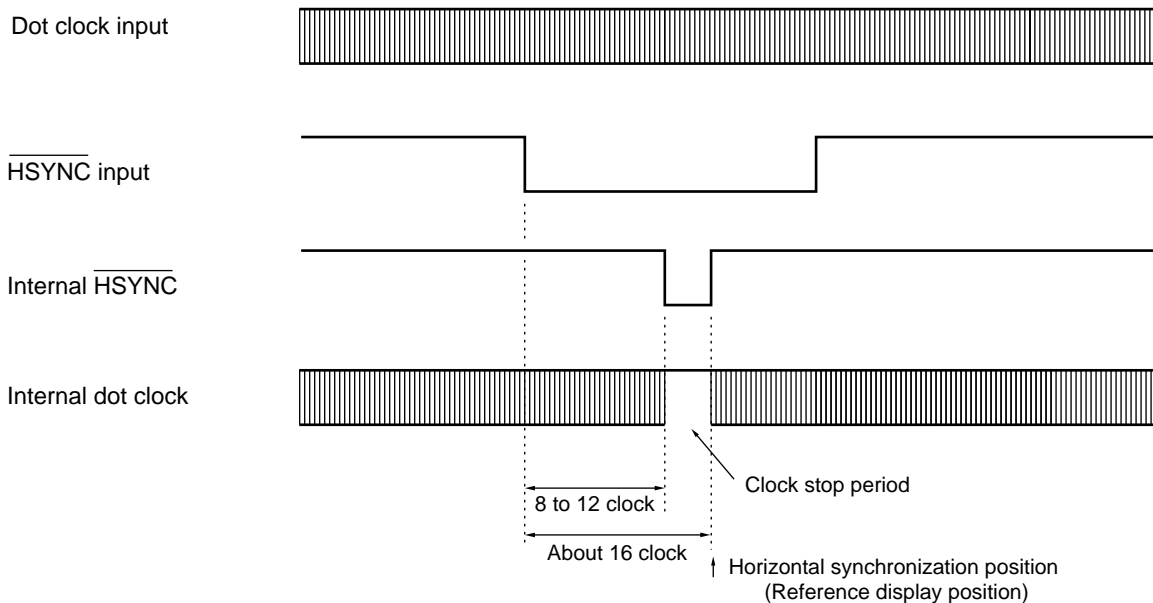 Dot clock input
HSYNC input
Internal HSYNC
Internal dot clock
Clock stop period
8 to 12 clock
About 16 clock
Horizontal synchronization position
(Reference display position)